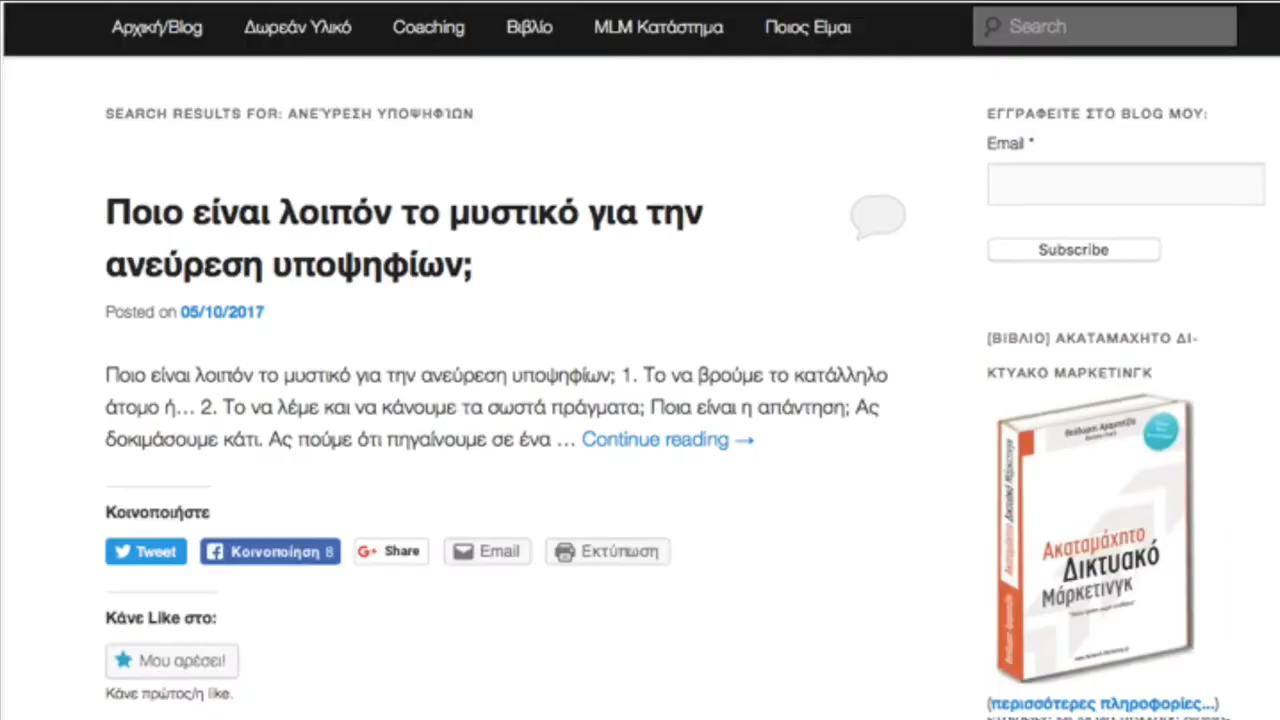 Αρχική/Blog Δωρεάν Υλικό Coaching Βιβλίο MLM Κατάστημα Ποιος Είμαι Search
SEARCH RESULTS FOR: ΑΝΕΎΡΕΣΗ ΥΠΟΨΗΦΊΩΝ
Ποιο είναι λοιπόν το μυστικό για την
ανεύρεση υποψηφίων;
Posted on 05/10/2017
Ποιο είναι λοιπόν το μυστικό για την ανεύρεση υποψηφίων; 1. Το να βρούμε το κατάλληλο
άτομο ή… 2. Το να λέμε και να κάνουμε τα σωστά πράγματα; Ποια είναι η απάντηση; Ας
δοκιμάσουμε κάτι. Ας πούμε ότι πηγαίνουμε σε ένα … Continue reading →
Κοινοποιήστε
Tweet Κοινοποίηση 8 G+ Share Email Εκτύπωση
Κάνε Like στο:
Μου αρέσει!
Κάνε πρώτος/η like.
ΕΓΓΡΑΦΕΙΤΕ ΣΤΟ BLOG ΜΟΥ:
Email *
Subscribe
[ΒΙΒΛΙΟ] ΑΚΑΤΑΜΑΧΗΤΟ ΔΙ-
ΚΤΥΑΚΟ ΜΑΡΚΕΤΙΝΓΚ
Ακαταμάχητο
Δικτυακό
Μάρκετινγκ
Ακαταμάχητο Δικτυακό Μάρκετινγκ
(περισσότερες πληροφορίες...)